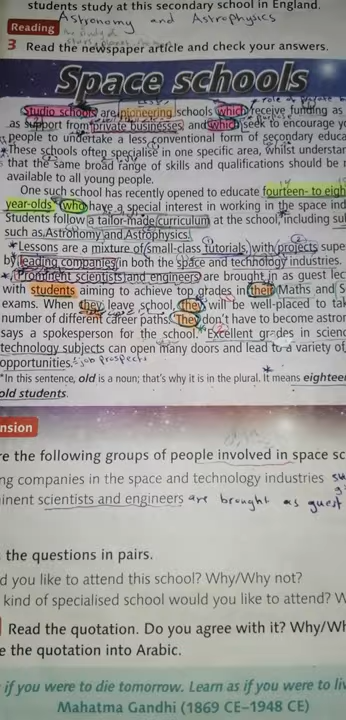 students study at this secondary school in England.
Astronomy and Astrophysics
Reading
3 Read the newspaper article and check your answers.
Space schools
Studio schools are pioneering schools which receive funding as
as support from private businesses and which seek to encourage yo
people to undertake a less conventional form of secondary educa
These schools often specialise in one specific area, whilst understan
that the same broad range of skills and qualifications should be m
available to all young people.
One such school has recently opened to educate fourteen- to eigh
year-olds* who have a special interest in working in the space ind
Students follow a tailor-made curriculum at the school, including su
such as Astronomy and Astrophysics.
Lessons are a mixture of small-class tutorials, with projects supe
by leading companies in both the space and technology industries.
Prominent scientists and engineers are brought in as guest lec
with students aiming to achieve top grades in their Maths and S
exams. When they leave school, they will be well-placed to tak
number of different career paths. 'They don't have to become astron
says a spokesperson for the school. 'Excellent grades in scienc
technology subjects can open many doors and lead to a variety of
opportunities.' job prospects
*In this sentence, old is a noun; that's why it is in the plural. It means eighteen
old students.
nsion
re the following groups of people involved in space sc
ng companies in the space and technology industries su
inent scientists and engineers are brought as guest
the questions in pairs.
d you like to attend this school? Why/Why not?
kind of specialised school would you like to attend? W
Read the quotation. Do you agree with it? Why/Wh
e the quotation into Arabic.
if you were to die tomorrow. Learn as if you were to liv
Mahatma Gandhi (1869 CE–1948 CE)